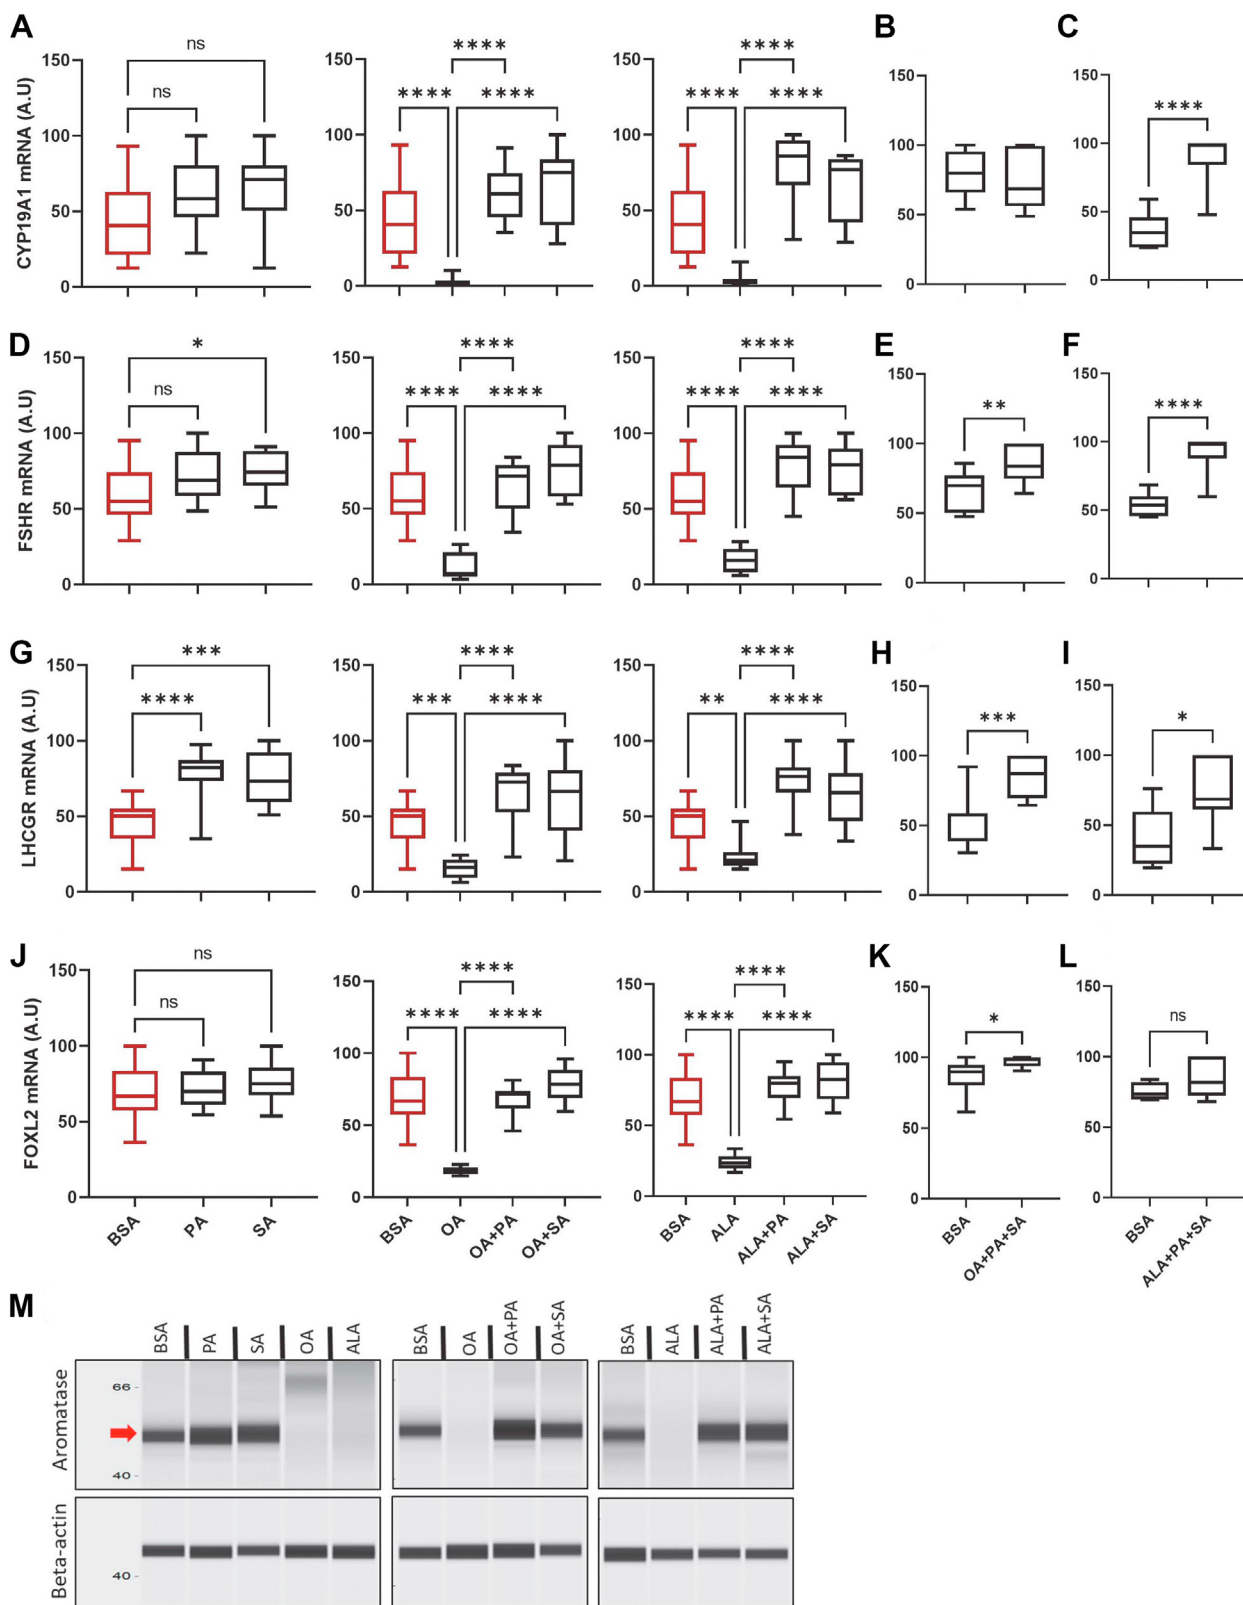 A
B
C
CYP19A1 mRNA (A.U)
150
100
50
0
ns
ns
150
100
50
0
****
****
****
150
100
50
0
****
****
****
150
100
50
0
150
100
50
0
****
D
E
F
FSHR mRNA (A.U)
150
100
50
0
*
ns
150
100
50
0
****
****
****
150
100
50
0
****
****
****
150
100
50
0
**
150
100
50
0
****
G
H
I
LHCGR mRNA (A.U)
150
100
50
0
***
****
150
100
50
0
****
***
****
150
100
50
0
****
**
****
150
100
50
0
***
150
100
50
0
*
J
K
L
FOXL2 mRNA (A.U)
150
100
50
0
ns
ns
BSA
PA
SA
150
100
50
0
****
****
****
BSA
OA
OA+PA
OA+SA
150
100
50
0
****
****
****
BSA
ALA
ALA+PA
ALA+SA
150
100
50
0
*
BSA
OA+PA+SA
150
100
50
0
ns
BSA
ALA+PA+SA
M
BSA
PA
SA
OA
ALA
BSA
OA
OA+PA
OA+SA
BSA
ALA
ALA+PA
ALA+SA
Aromatase
66 -
40 -
Beta-actin
40 -